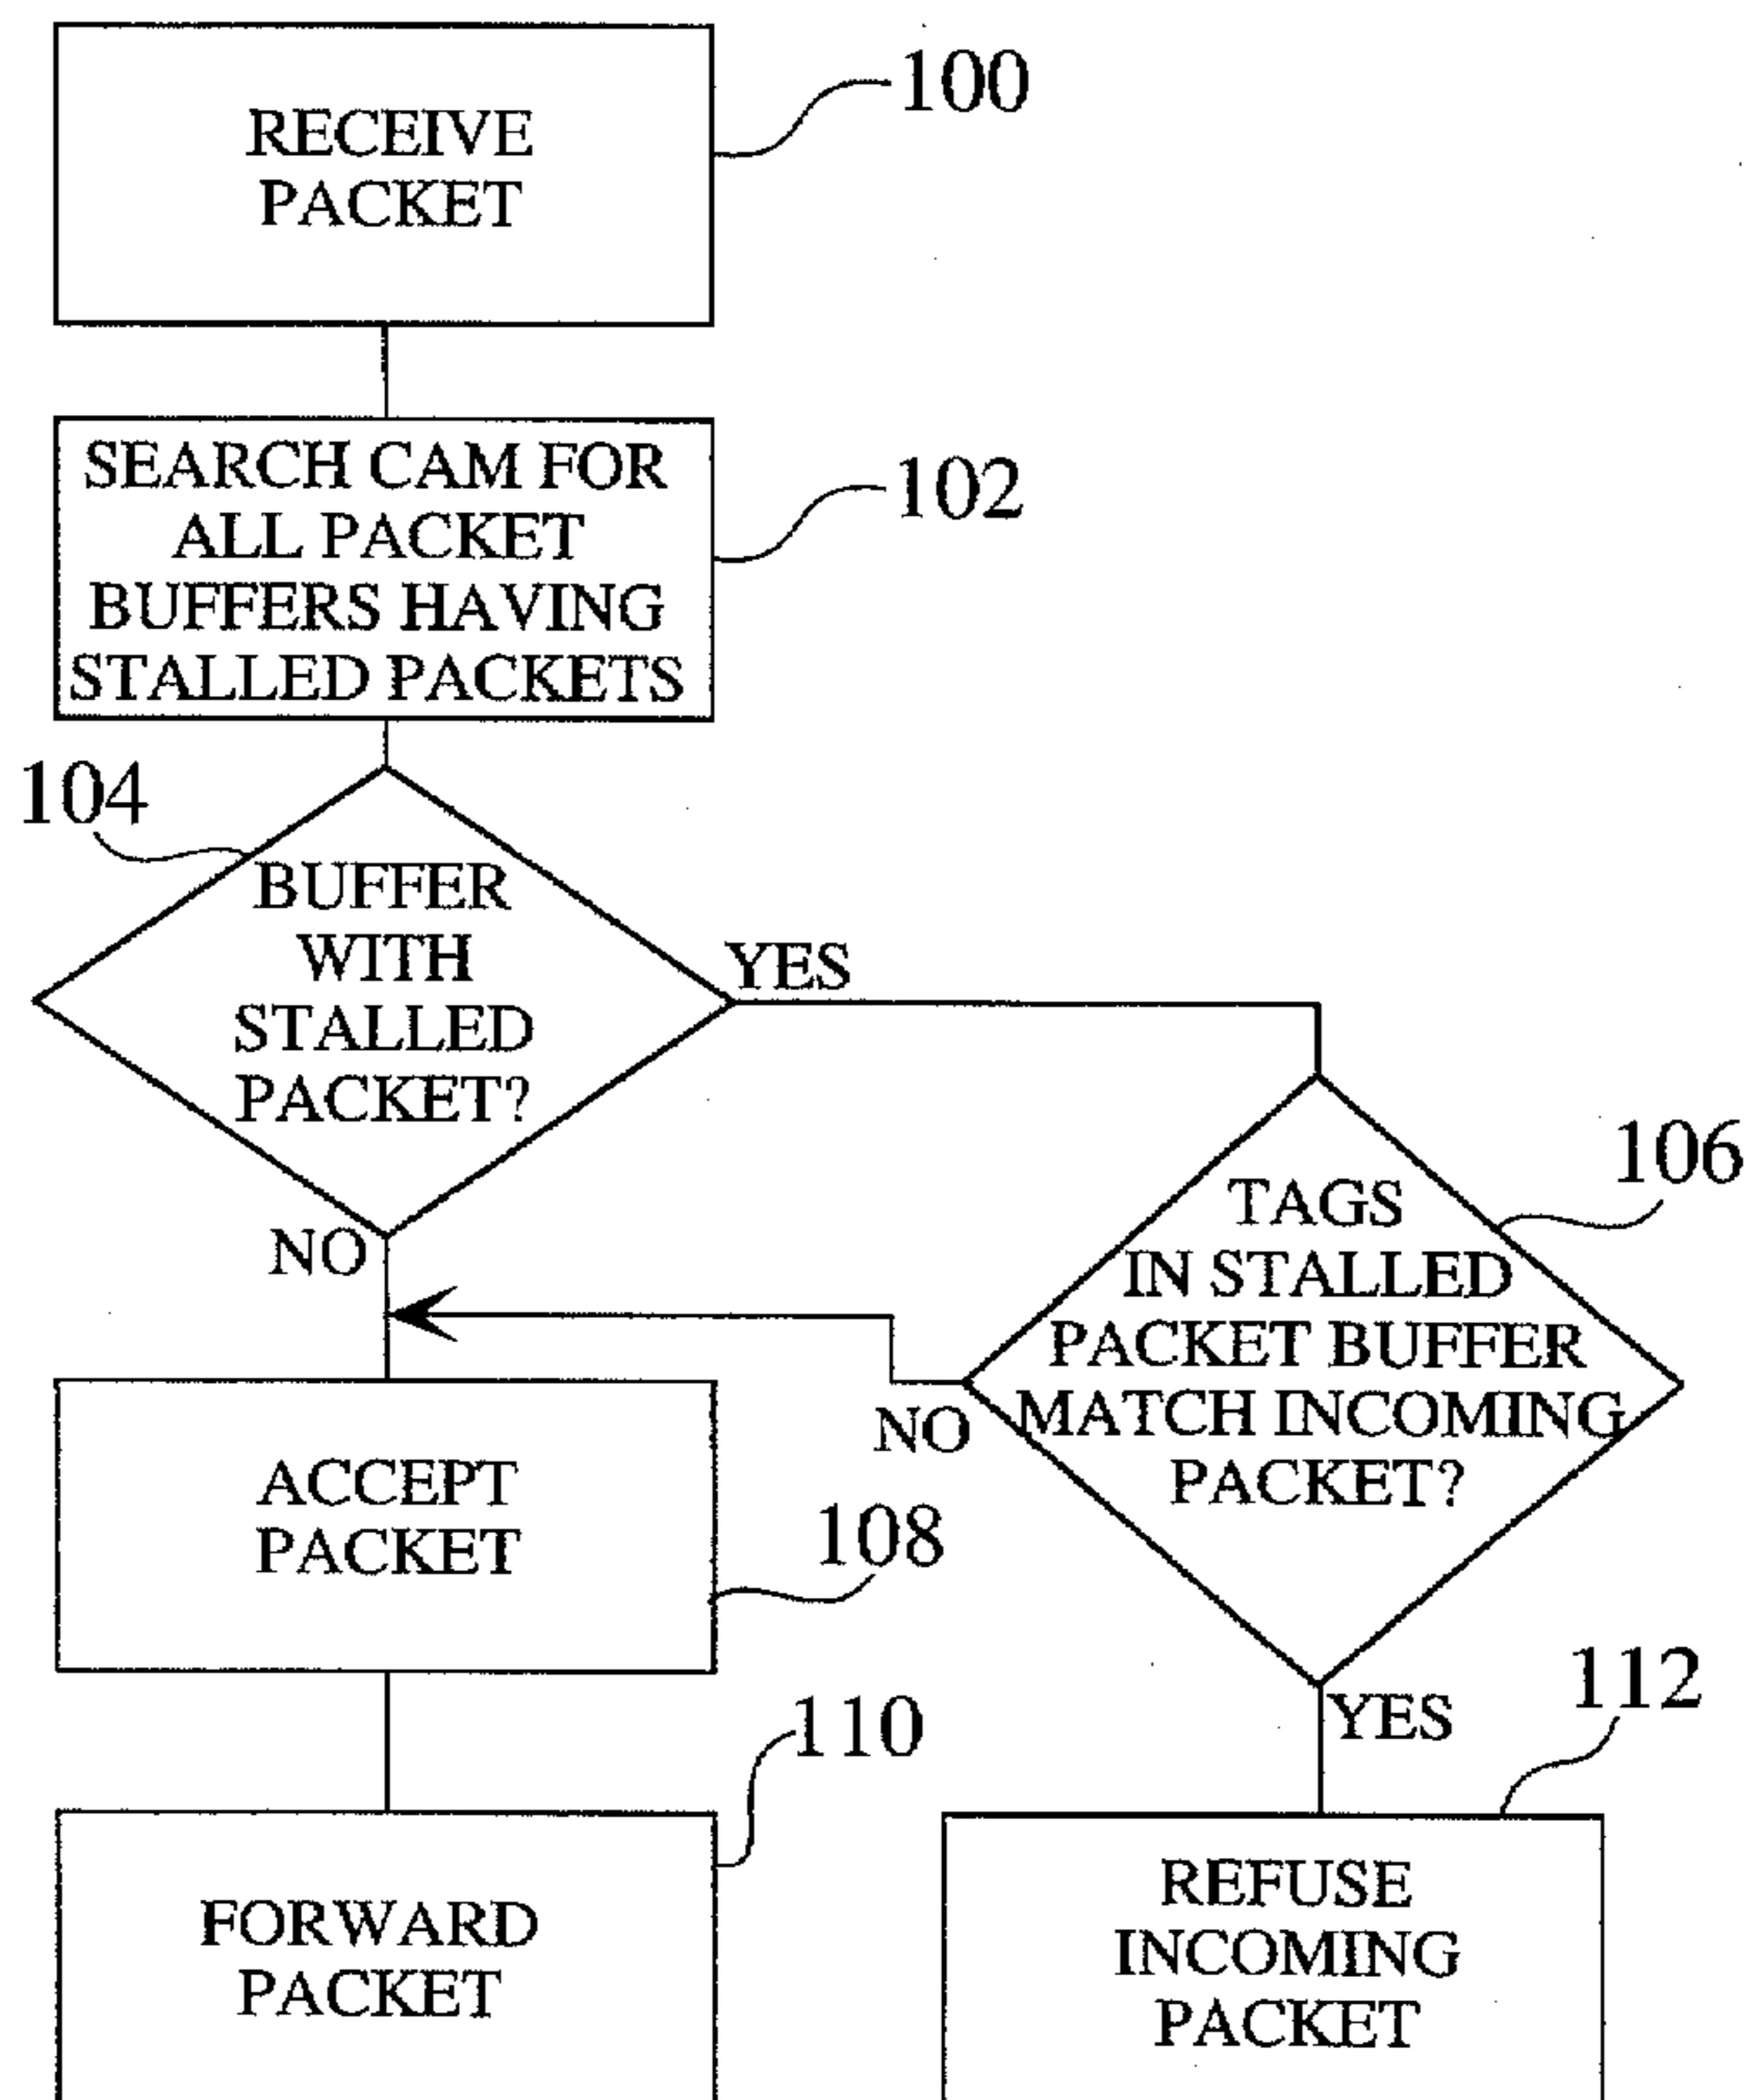 RECEIVE
PACKET
100
SEARCH CAM FOR
ALL PACKET
BUFFERS HAVING
STALLED PACKETS
102
104
BUFFER
WITH
STALLED
PACKET?
YES
NO
106
TAGS
IN STALLED
PACKET BUFFER
MATCH INCOMING
PACKET?
NO
YES
ACCEPT
PACKET
108
110
FORWARD
PACKET
112
REFUSE
INCOMING
PACKET